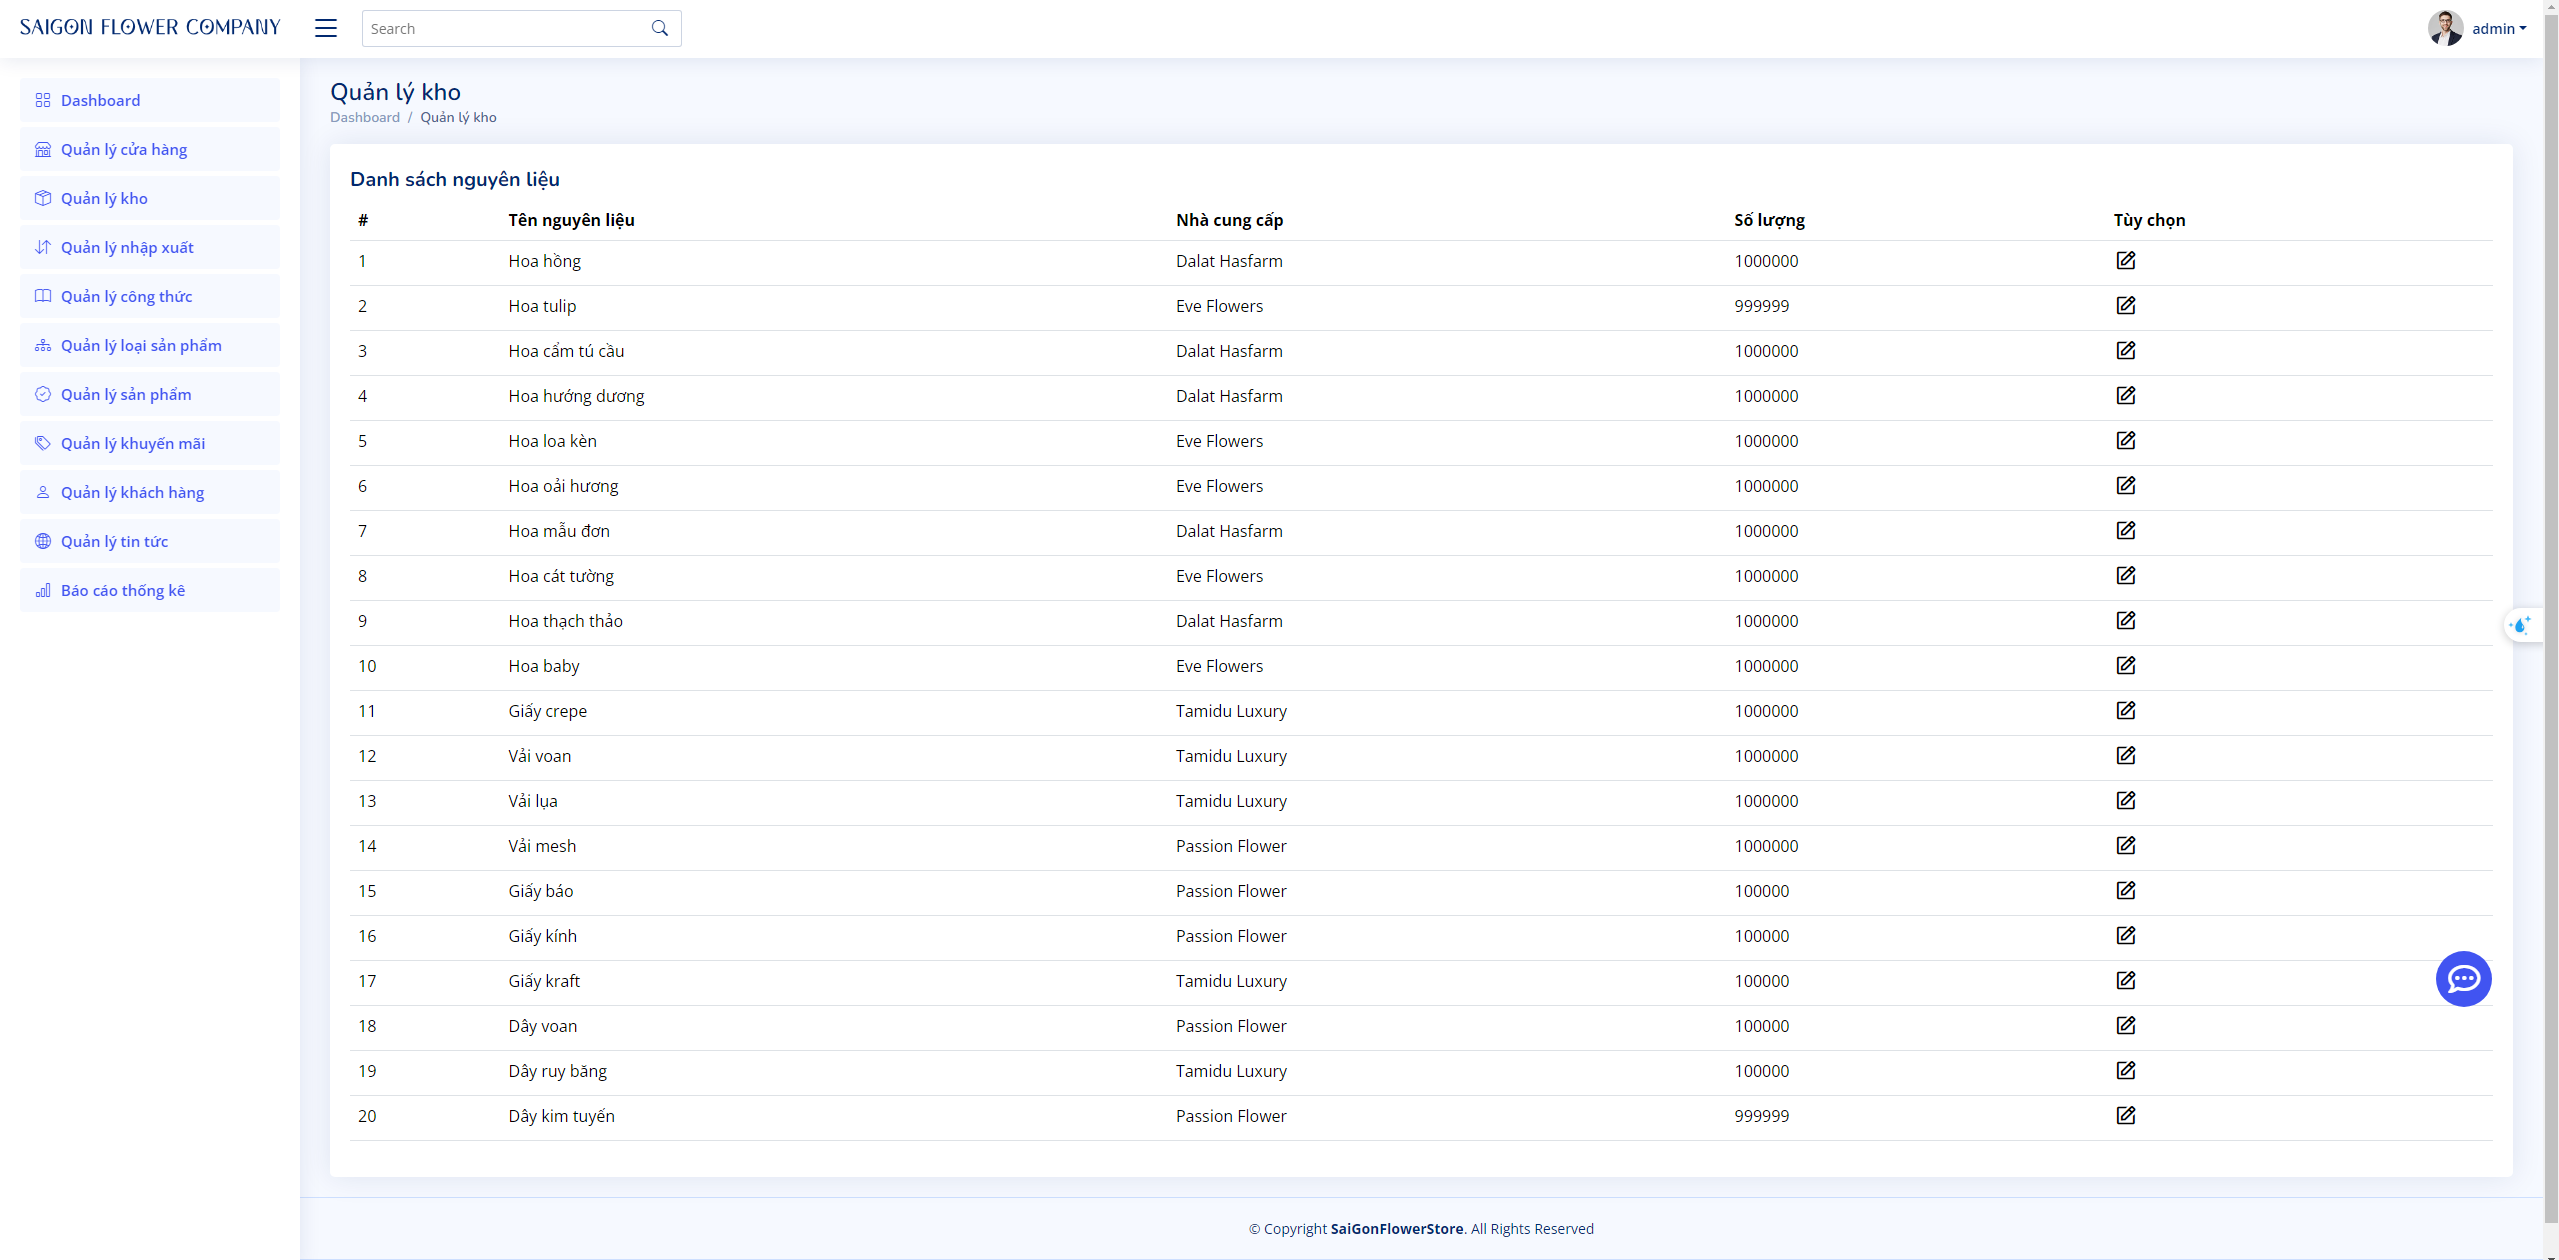 SAIGON FLOWER COMPANY
Search
admin
Dashboard
Quản lý cửa hàng
Quản lý kho
Quản lý nhập xuất
Quản lý công thức
Quản lý loại sản phẩm
Quản lý sản phẩm
Quản lý khuyến mãi
Quản lý khách hàng
Quản lý tin tức
Báo cáo thống kê
Quản lý kho
Dashboard / Quản lý kho
Danh sách nguyên liệu
# Tên nguyên liệu Nhà cung cấp Số lượng Tùy chọn
1 Hoa hồng Dalat Hasfarm 1000000
2 Hoa tulip Eve Flowers 999999
3 Hoa cẩm tú cầu Dalat Hasfarm 1000000
4 Hoa hướng dương Dalat Hasfarm 1000000
5 Hoa loa kèn Eve Flowers 1000000
6 Hoa oải hương Eve Flowers 1000000
7 Hoa mẫu đơn Dalat Hasfarm 1000000
8 Hoa cát tường Eve Flowers 1000000
9 Hoa thạch thảo Dalat Hasfarm 1000000
10 Hoa baby Eve Flowers 1000000
11 Giấy crepe Tamidu Luxury 1000000
12 Vải voan Tamidu Luxury 1000000
13 Vải lụa Tamidu Luxury 1000000
14 Vải mesh Passion Flower 1000000
15 Giấy báo Passion Flower 100000
16 Giấy kính Passion Flower 100000
17 Giấy kraft Tamidu Luxury 100000
18 Dây voan Passion Flower 100000
19 Dây ruy băng Tamidu Luxury 100000
20 Dây kim tuyến Passion Flower 999999
© Copyright SaiGonFlowerStore. All Rights Reserved